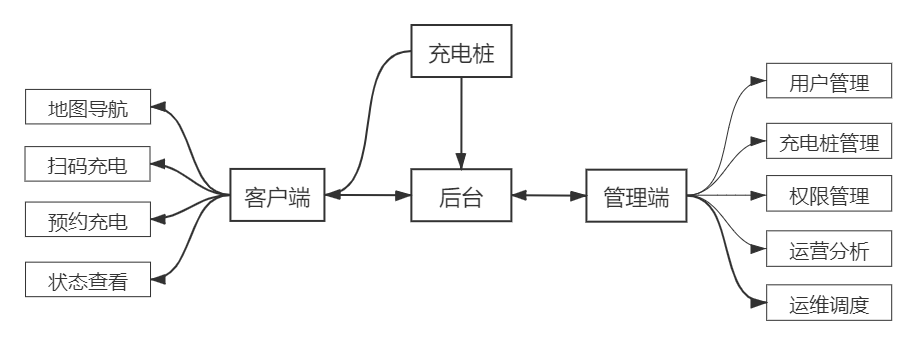 充电桩
地图导航
扫码充电
预约充电
状态查看
客户端
后台
管理端
用户管理
充电桩管理
权限管理
运营分析
运维调度